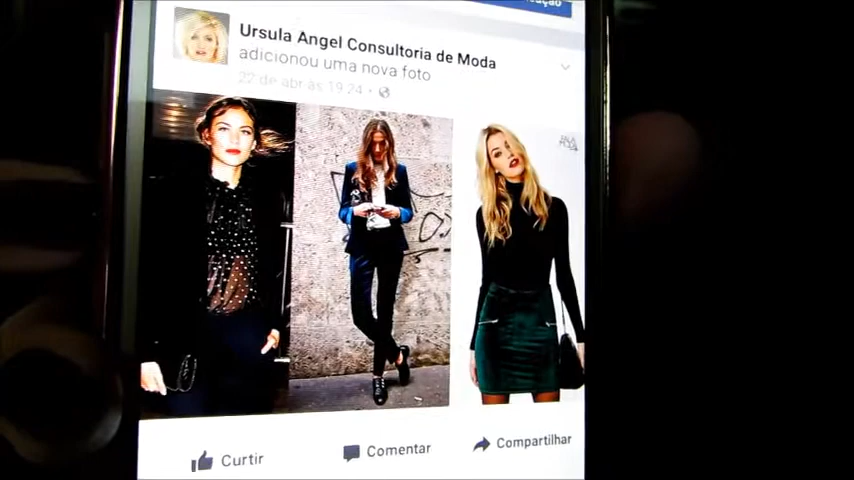 Ursula Angel Consultoria de Moda
adicionou uma nova foto
22 de abr às 19:24 •
Curtir
Comentar
Compartilhar